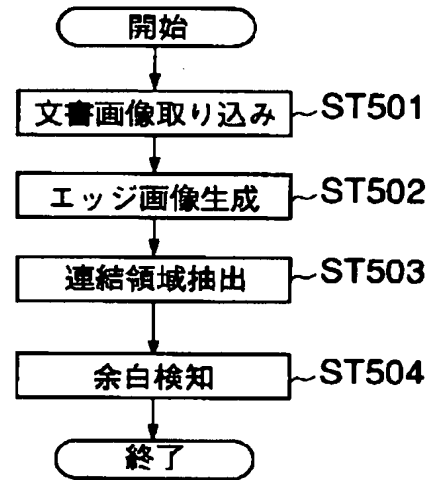 開始
文書画像取り込み ST501
エッジ画像生成 ST502
連結領域抽出 ST503
余白検知 ST504
終了